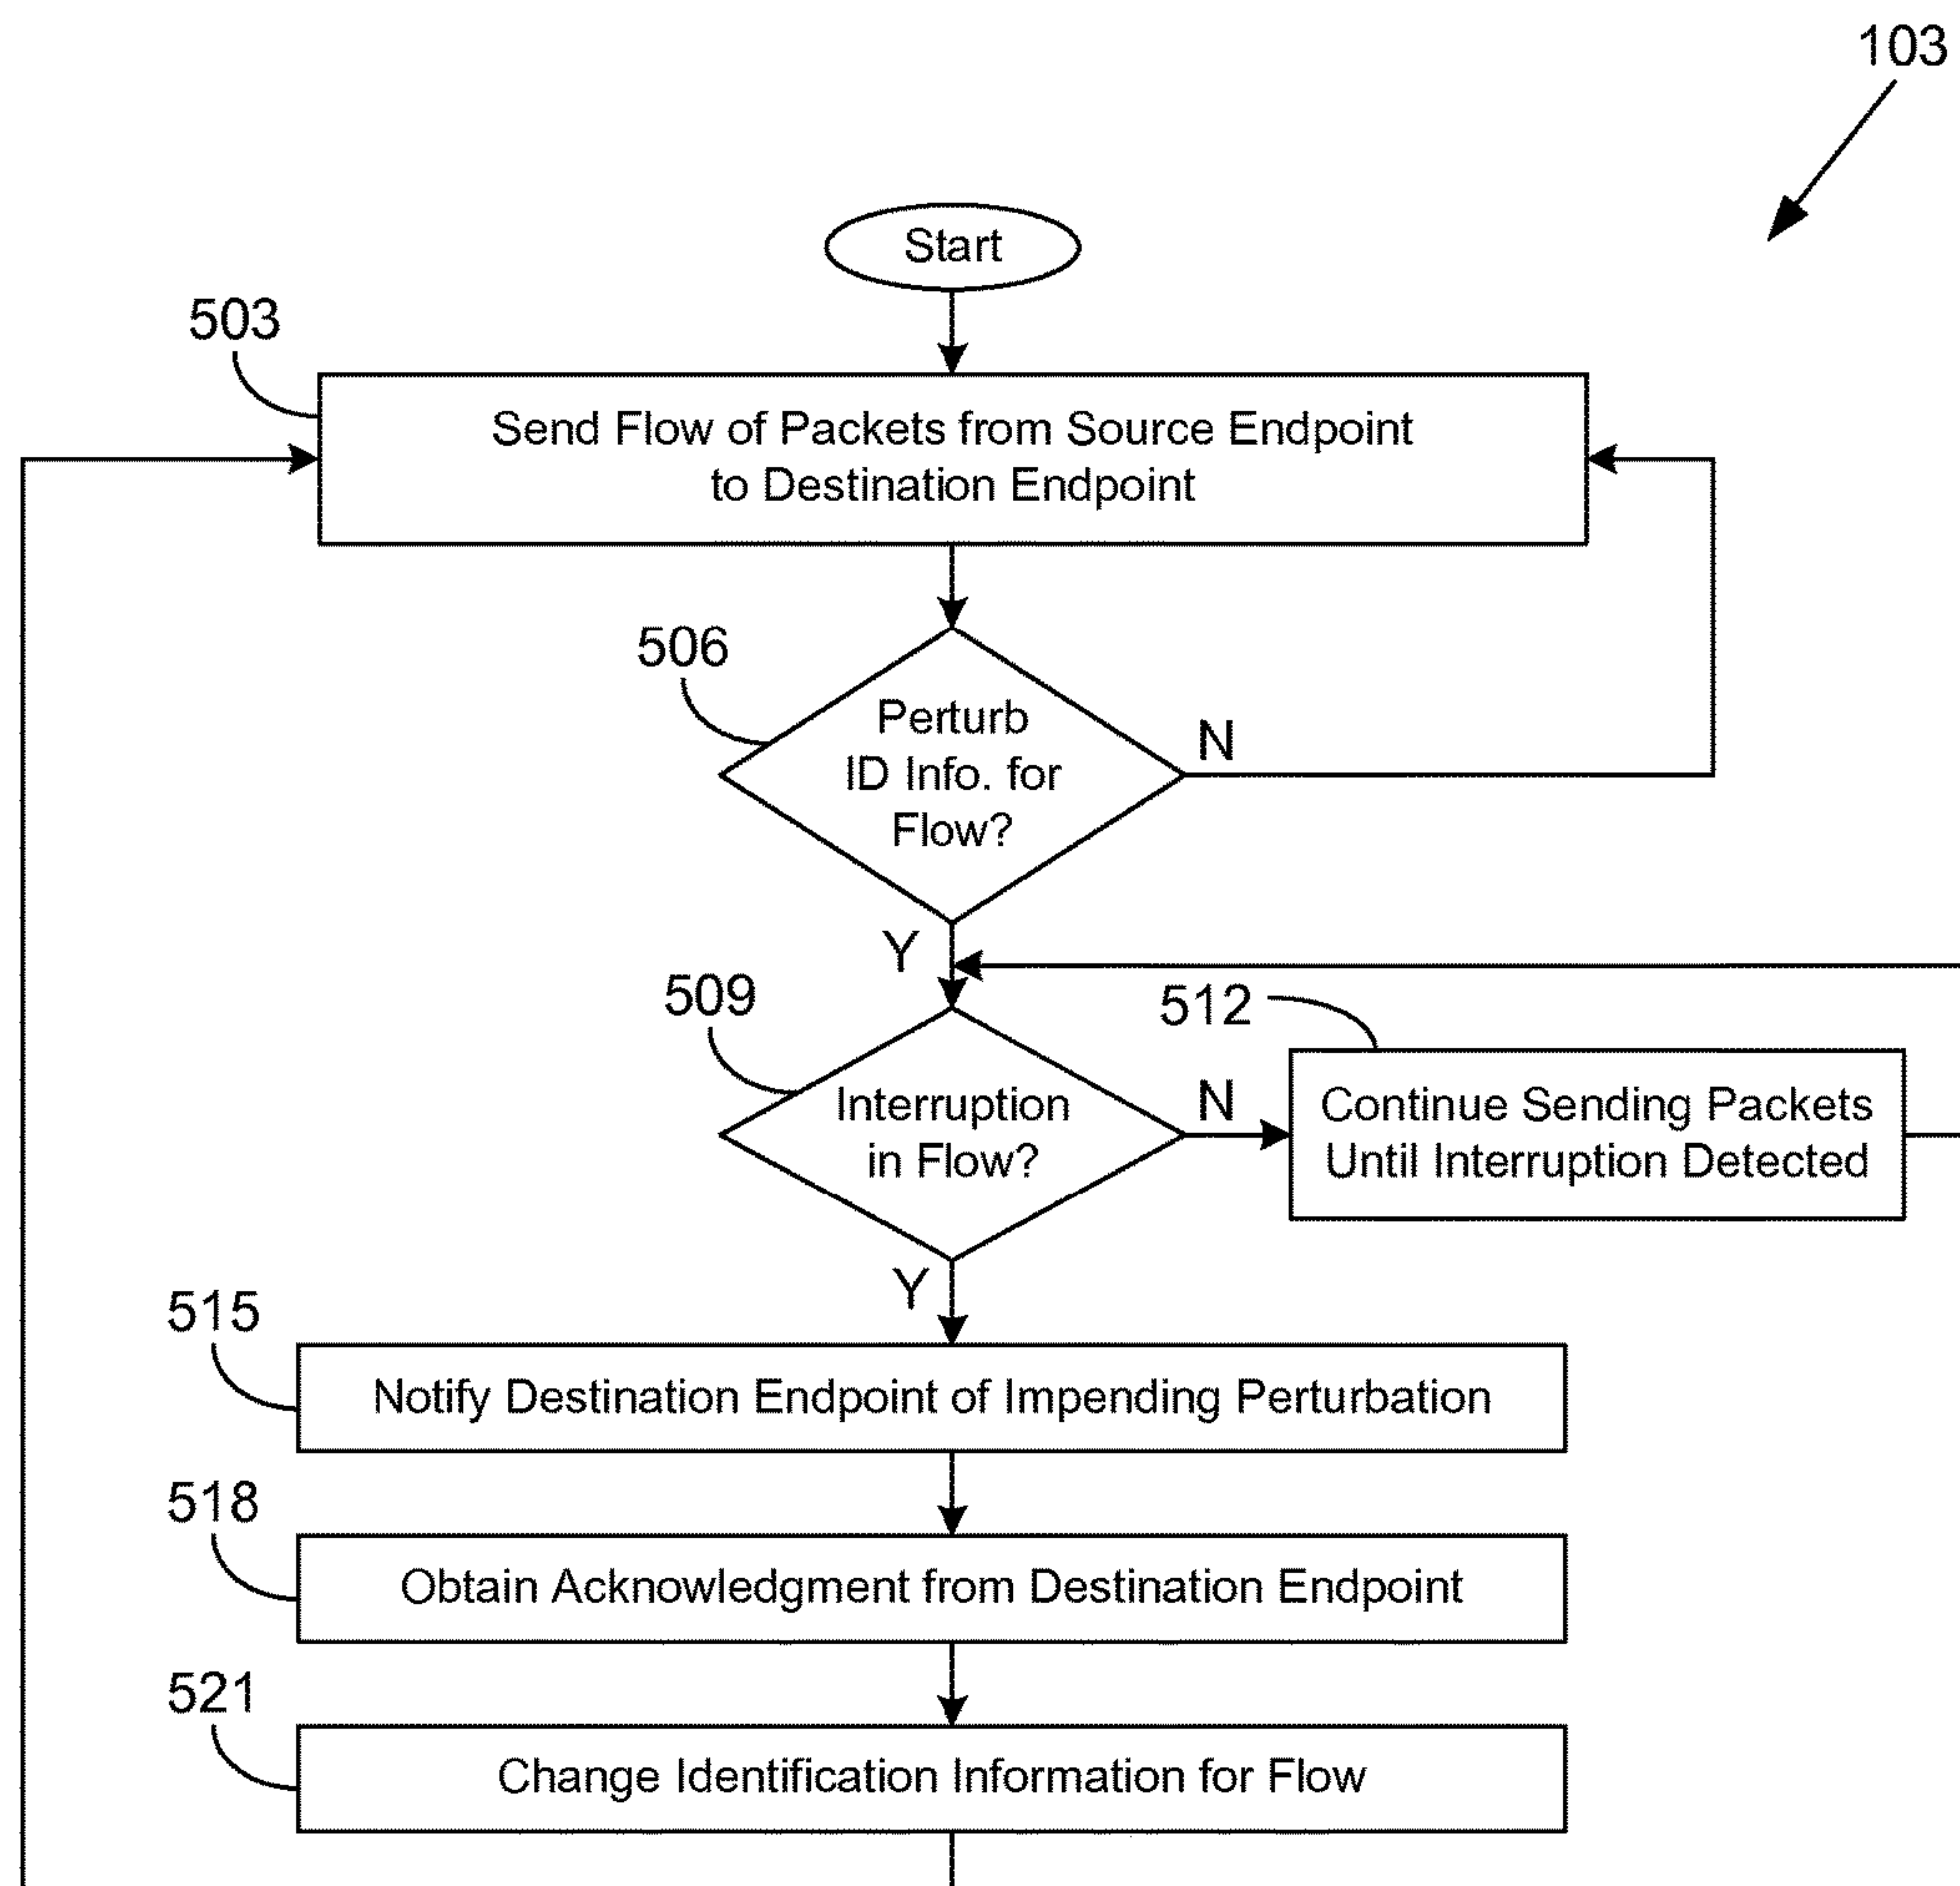 103
Start
503
Send Flow of Packets from Source Endpoint
to Destination Endpoint
506
Perturb
ID Info. for
Flow?
N
Y
509
512
Interruption
in Flow?
N
Continue Sending Packets
Until Interruption Detected
Y
515
Notify Destination Endpoint of Impending Perturbation
518
Obtain Acknowledgment from Destination Endpoint
521
Change Identification Information for Flow